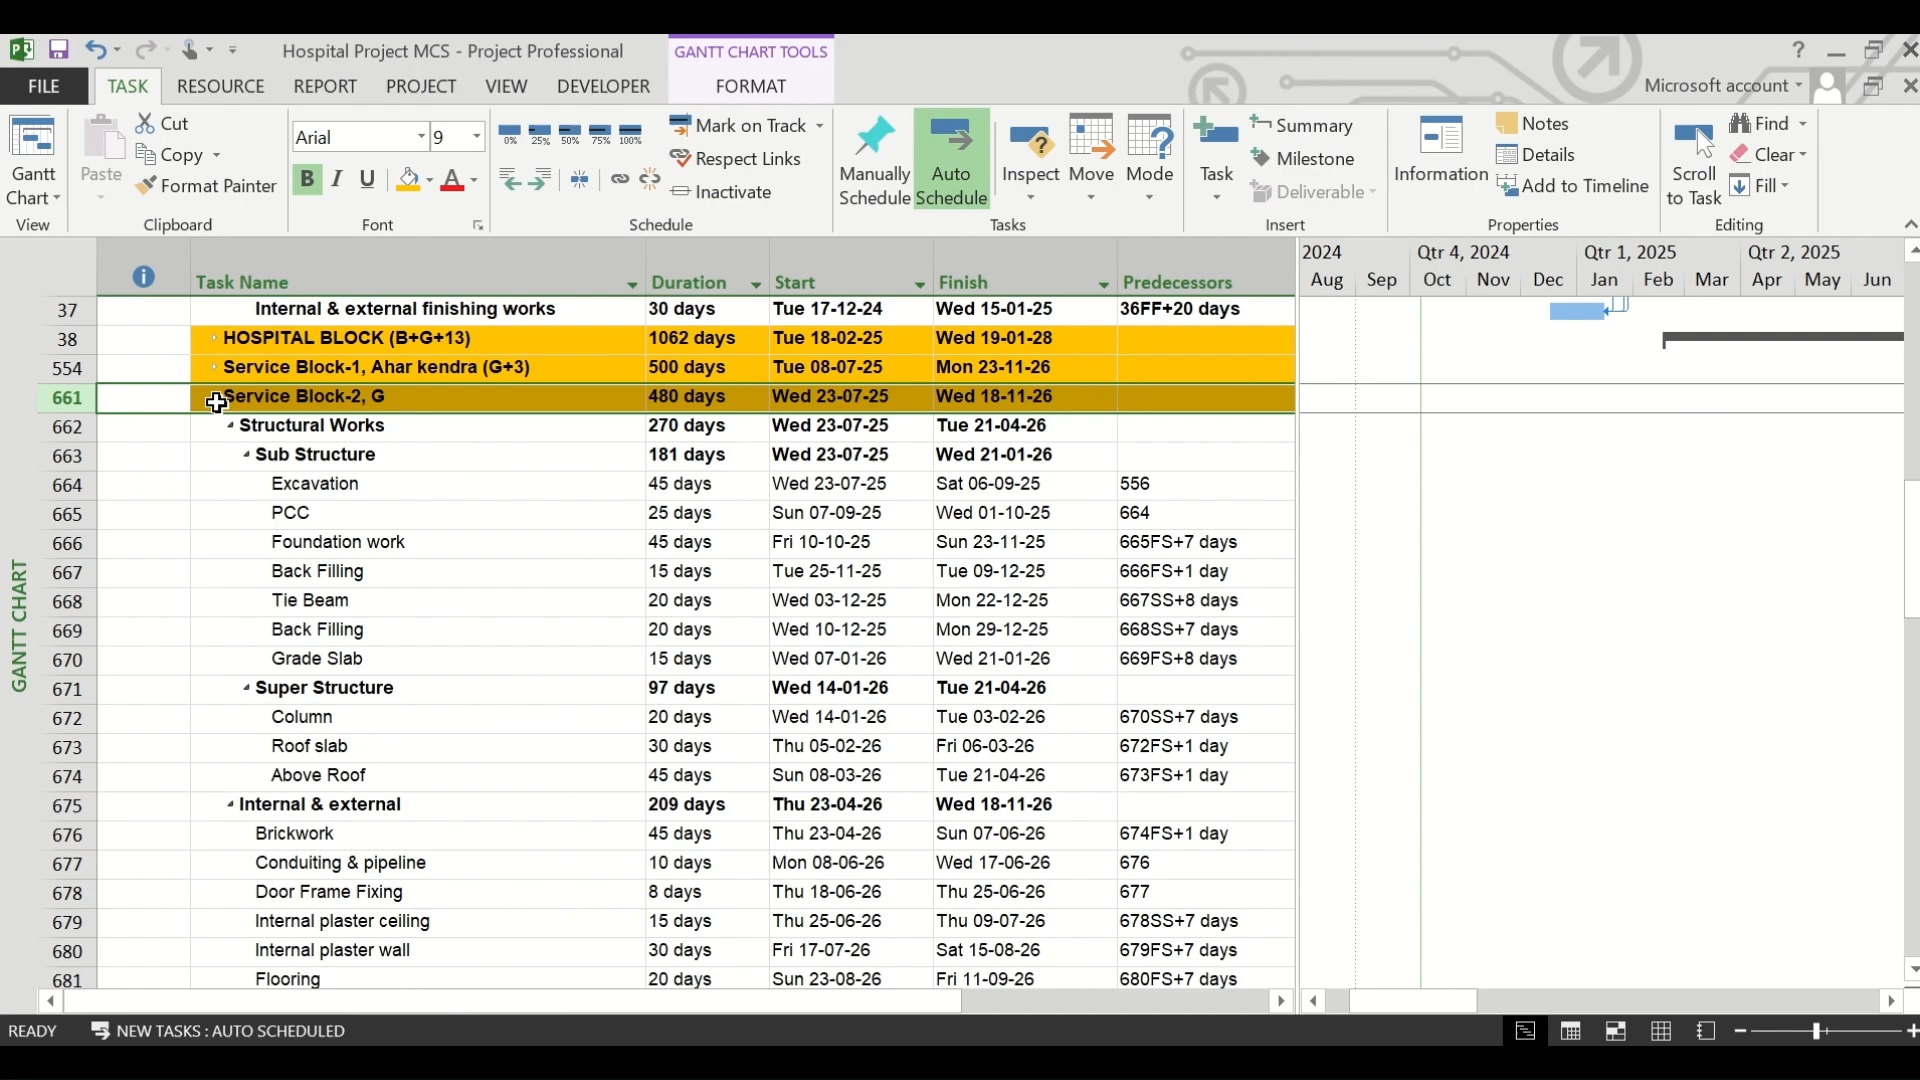 Hospital Project MCS - Project Professional
GANTT CHART TOOLS
?
FILE TASK RESOURCE REPORT PROJECT VIEW DEVELOPER FORMAT Microsoft account
Gantt Chart
View
Paste
Cut
Copy
Format Painter
Clipboard
Arial 9
B I U A
Font
0% 25% 50% 75% 100%
Mark on Track
Respect Links
Inactivate
Schedule
Manually Schedule
Auto Schedule
Inspect Move Mode
Tasks
Task
Summary
Milestone
Deliverable
Insert
Information
Notes
Details
Add to Timeline
Properties
Scroll to Task
Find
Clear
Fill
Editing
2024 Qtr 4, 2024 Qtr 1, 2025 Qtr 2, 2025
Aug Sep Oct Nov Dec Jan Feb Mar Apr May Jun
Task Name Duration Start Finish Predecessors
37 Internal & external finishing works 30 days Tue 17-12-24 Wed 15-01-25 36FF+20 days
38 HOSPITAL BLOCK (B+G+13) 1062 days Tue 18-02-25 Wed 19-01-28
554 Service Block-1, Ahar kendra (G+3) 500 days Tue 08-07-25 Mon 23-11-26
661 Service Block-2, G 480 days Wed 23-07-25 Wed 18-11-26
662 Structural Works 270 days Wed 23-07-25 Tue 21-04-26
663 Sub Structure 181 days Wed 23-07-25 Wed 21-01-26
664 Excavation 45 days Wed 23-07-25 Sat 06-09-25 556
665 PCC 25 days Sun 07-09-25 Wed 01-10-25 664
666 Foundation work 45 days Fri 10-10-25 Sun 23-11-25 665FS+7 days
667 Back Filling 15 days Tue 25-11-25 Tue 09-12-25 666FS+1 day
668 Tie Beam 20 days Wed 03-12-25 Mon 22-12-25 667SS+8 days
669 Back Filling 20 days Wed 10-12-25 Mon 29-12-25 668SS+7 days
670 Grade Slab 15 days Wed 07-01-26 Wed 21-01-26 669FS+8 days
671 Super Structure 97 days Wed 14-01-26 Tue 21-04-26
672 Column 20 days Wed 14-01-26 Tue 03-02-26 670SS+7 days
673 Roof slab 30 days Thu 05-02-26 Fri 06-03-26 672FS+1 day
674 Above Roof 45 days Sun 08-03-26 Tue 21-04-26 673FS+1 day
675 Internal & external 209 days Thu 23-04-26 Wed 18-11-26
676 Brickwork 45 days Thu 23-04-26 Sun 07-06-26 674FS+1 day
677 Conduiting & pipeline 10 days Mon 08-06-26 Wed 17-06-26 676
678 Door Frame Fixing 8 days Thu 18-06-26 Thu 25-06-26 677
679 Internal plaster ceiling 15 days Thu 25-06-26 Thu 09-07-26 678SS+7 days
680 Internal plaster wall 30 days Fri 17-07-26 Sat 15-08-26 679FS+7 days
681 Flooring 20 days Sun 23-08-26 Fri 11-09-26 680FS+7 days
GANTT CHART
READY NEW TASKS : AUTO SCHEDULED